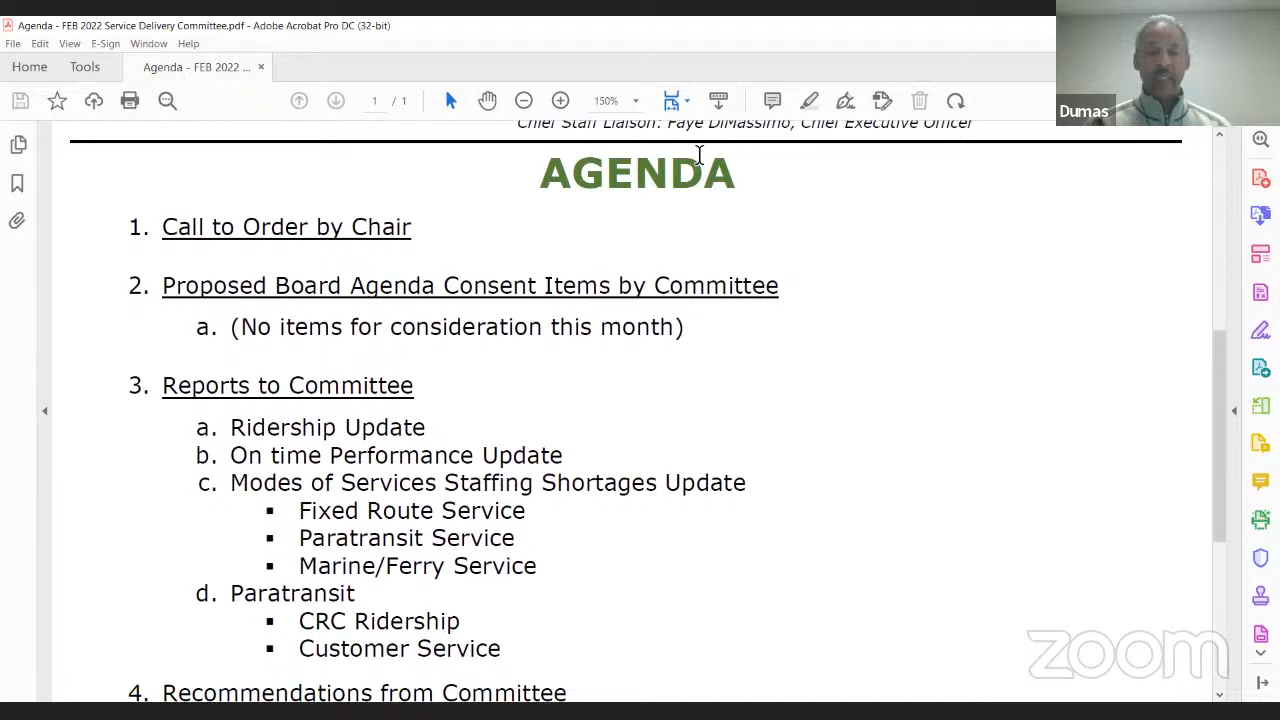 Agenda - FEB 2022 Service Delivery Committee.pdf - Adobe Acrobat Pro DC (32-bit)
File Edit View E-Sign Window Help
Home Tools Agenda - FEB 2022 ... ×
1 / 1 150%
Dumas
Chief Staff Liaison: Faye DiMassimo, Chief Executive Officer
AGENDA
1. Call to Order by Chair
2. Proposed Board Agenda Consent Items by Committee
a. (No items for consideration this month)
3. Reports to Committee
a. Ridership Update
b. On time Performance Update
c. Modes of Services Staffing Shortages Update
▪ Fixed Route Service
▪ Paratransit Service
▪ Marine/Ferry Service
d. Paratransit
▪ CRC Ridership
▪ Customer Service
4. Recommendations from Committee
zoom